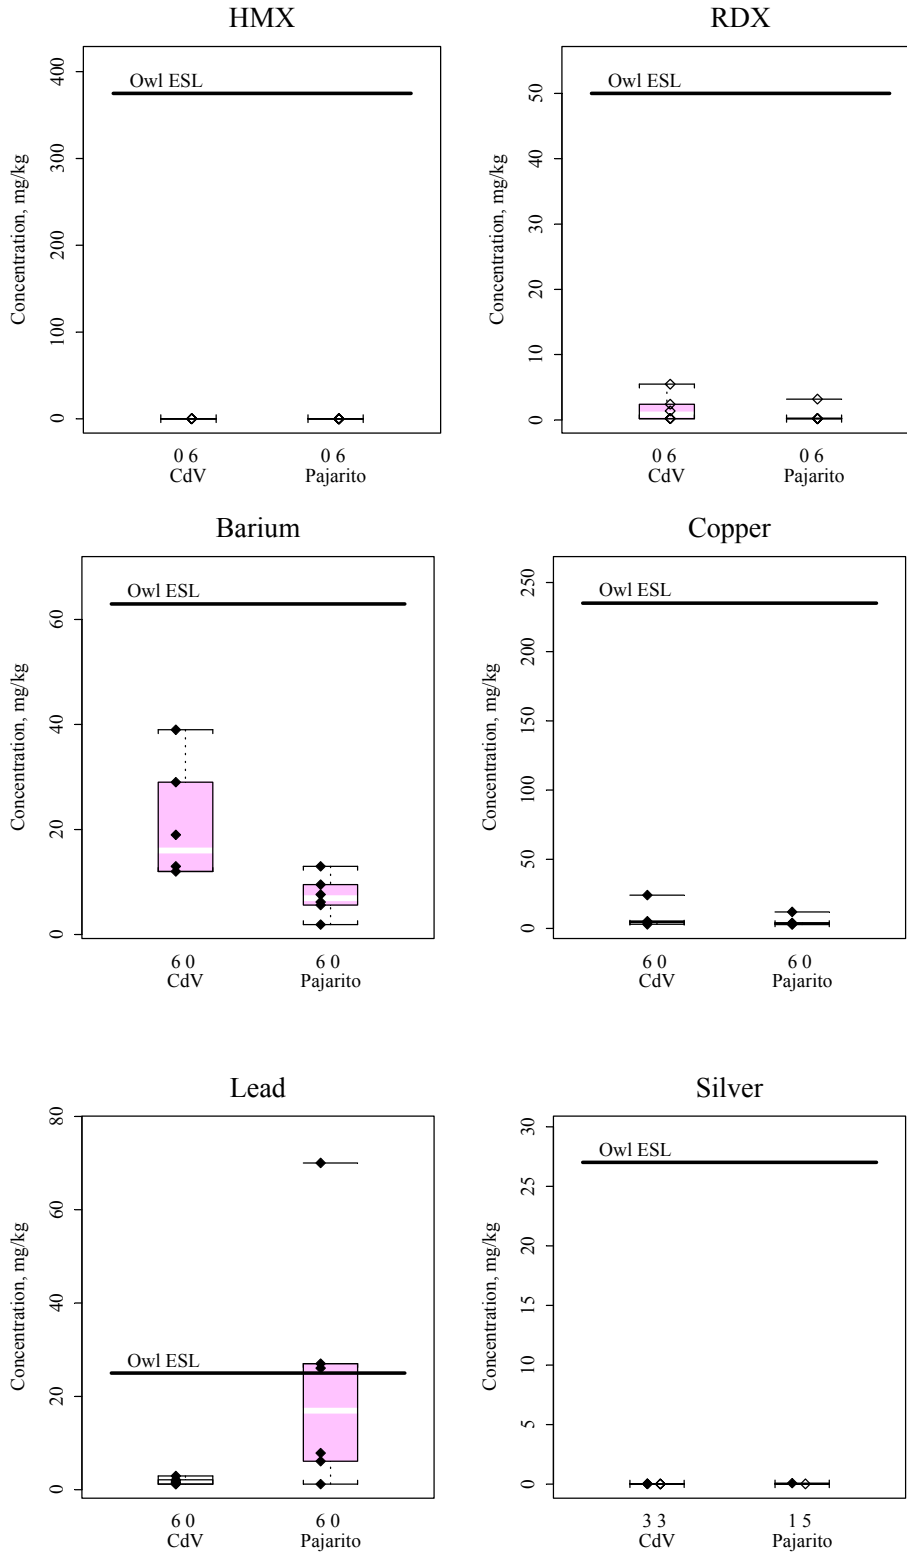 HMX
Concentration, mg/kg
400
300
200
100
0
Owl ESL
0 6
CdV
0 6
Pajarito
RDX
Concentration, mg/kg
50
40
30
20
10
0
Owl ESL
0 6
CdV
0 6
Pajarito
Barium
Concentration, mg/kg
60
40
20
0
Owl ESL
6 0
CdV
6 0
Pajarito
Copper
Concentration, mg/kg
250
200
150
100
50
0
Owl ESL
6 0
CdV
6 0
Pajarito
Lead
Concentration, mg/kg
80
60
40
20
0
Owl ESL
6 0
CdV
6 0
Pajarito
Silver
Concentration, mg/kg
30
25
20
15
10
5
0
Owl ESL
3 3
CdV
1 5
Pajarito